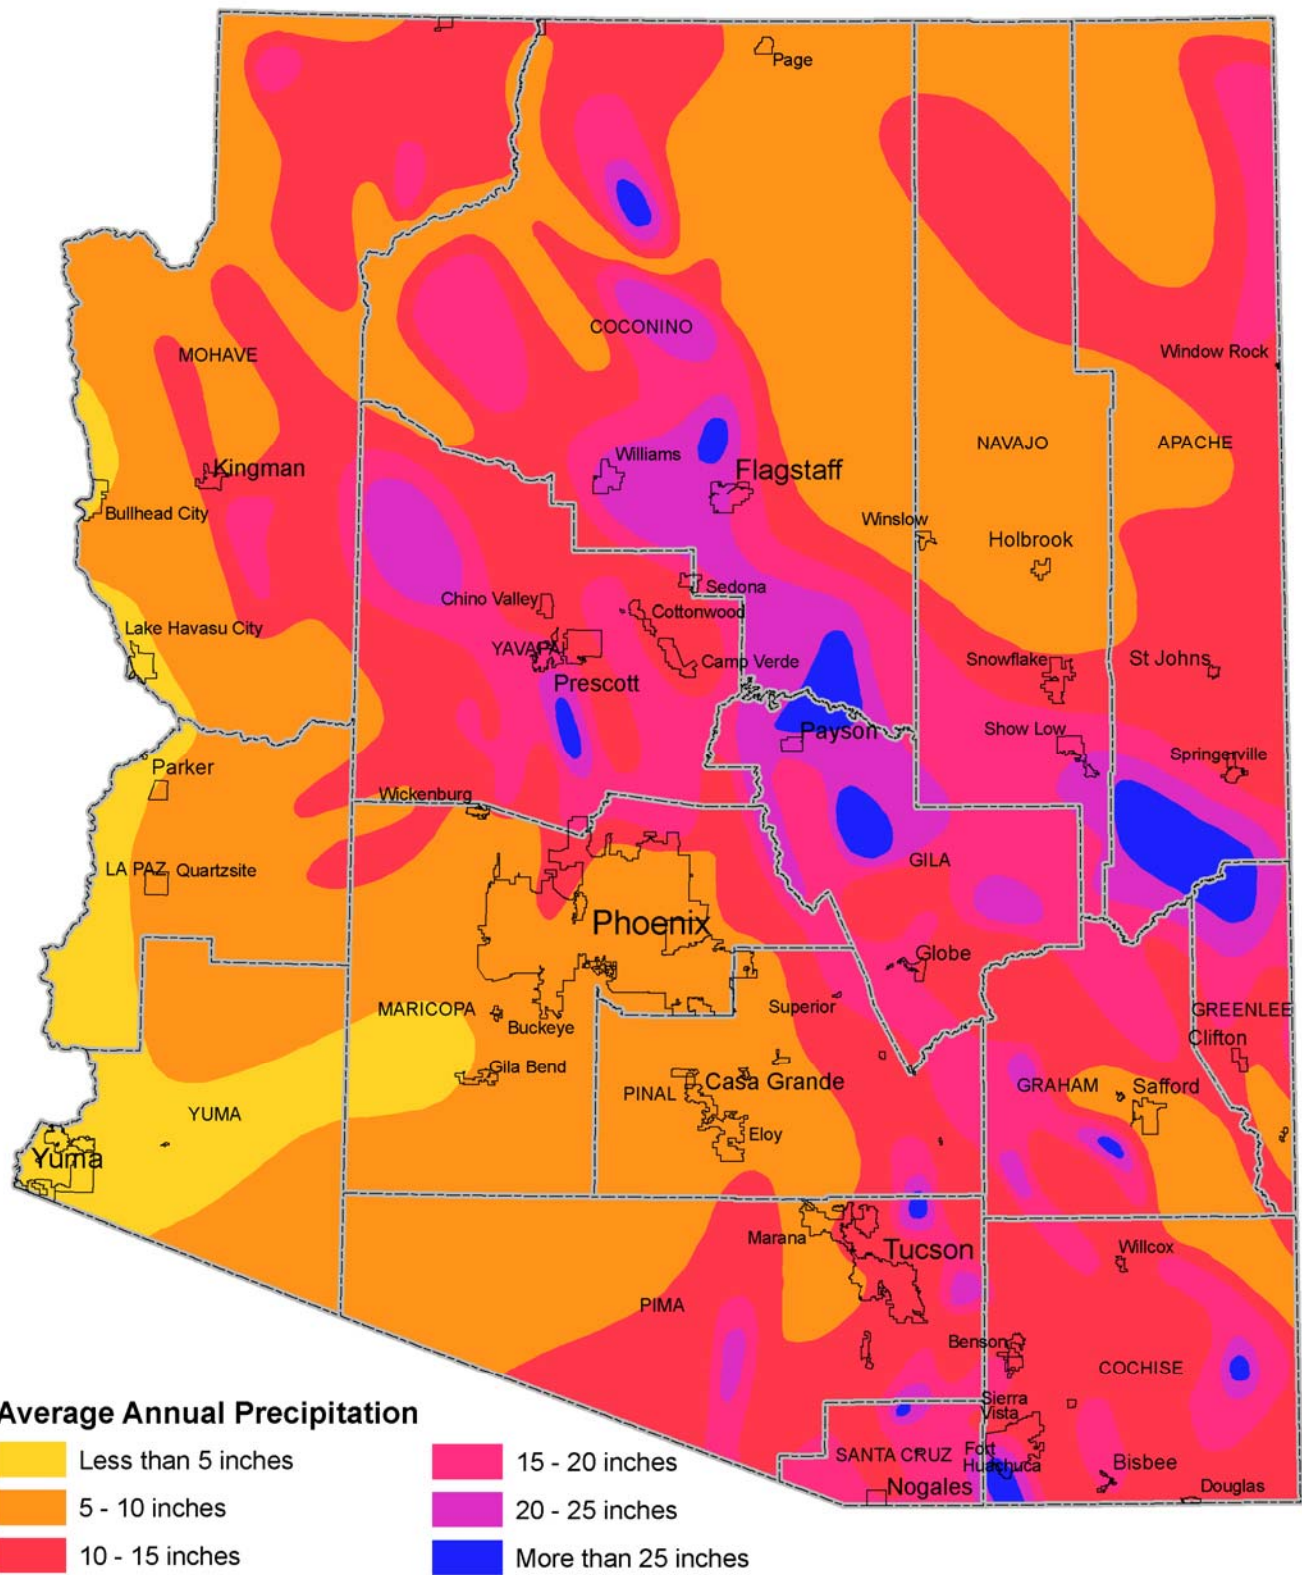 Page
COCONINO
MOHAVE
Window Rock
NAVAJO
APACHE
Williams
Flagstaff
Kingman
Bullhead City
Winslow
Holbrook
Sedona
Chino Valley
Cottonwood
Lake Havasu City
YAVAPAI
Camp Verde
Snowflake
St Johns
Prescott
Payson
Show Low
Springerville
Parker
Wickenburg
LA PAZ
Quartzsite
GILA
Phoenix
Globe
MARICOPA
Superior
GREENLEE
Buckeye
Clifton
Gila Bend
Casa Grande
PINAL
GRAHAM
Safford
YUMA
Eloy
Yuma
Marana
Tucson
Willcox
PIMA
Benson
COCHISE
Sierra
Vista
SANTA CRUZ
Fort
Huachuca
Bisbee
Nogales
Douglas
Average Annual Precipitation
Less than 5 inches
5 - 10 inches
10 - 15 inches
15 - 20 inches
20 - 25 inches
More than 25 inches